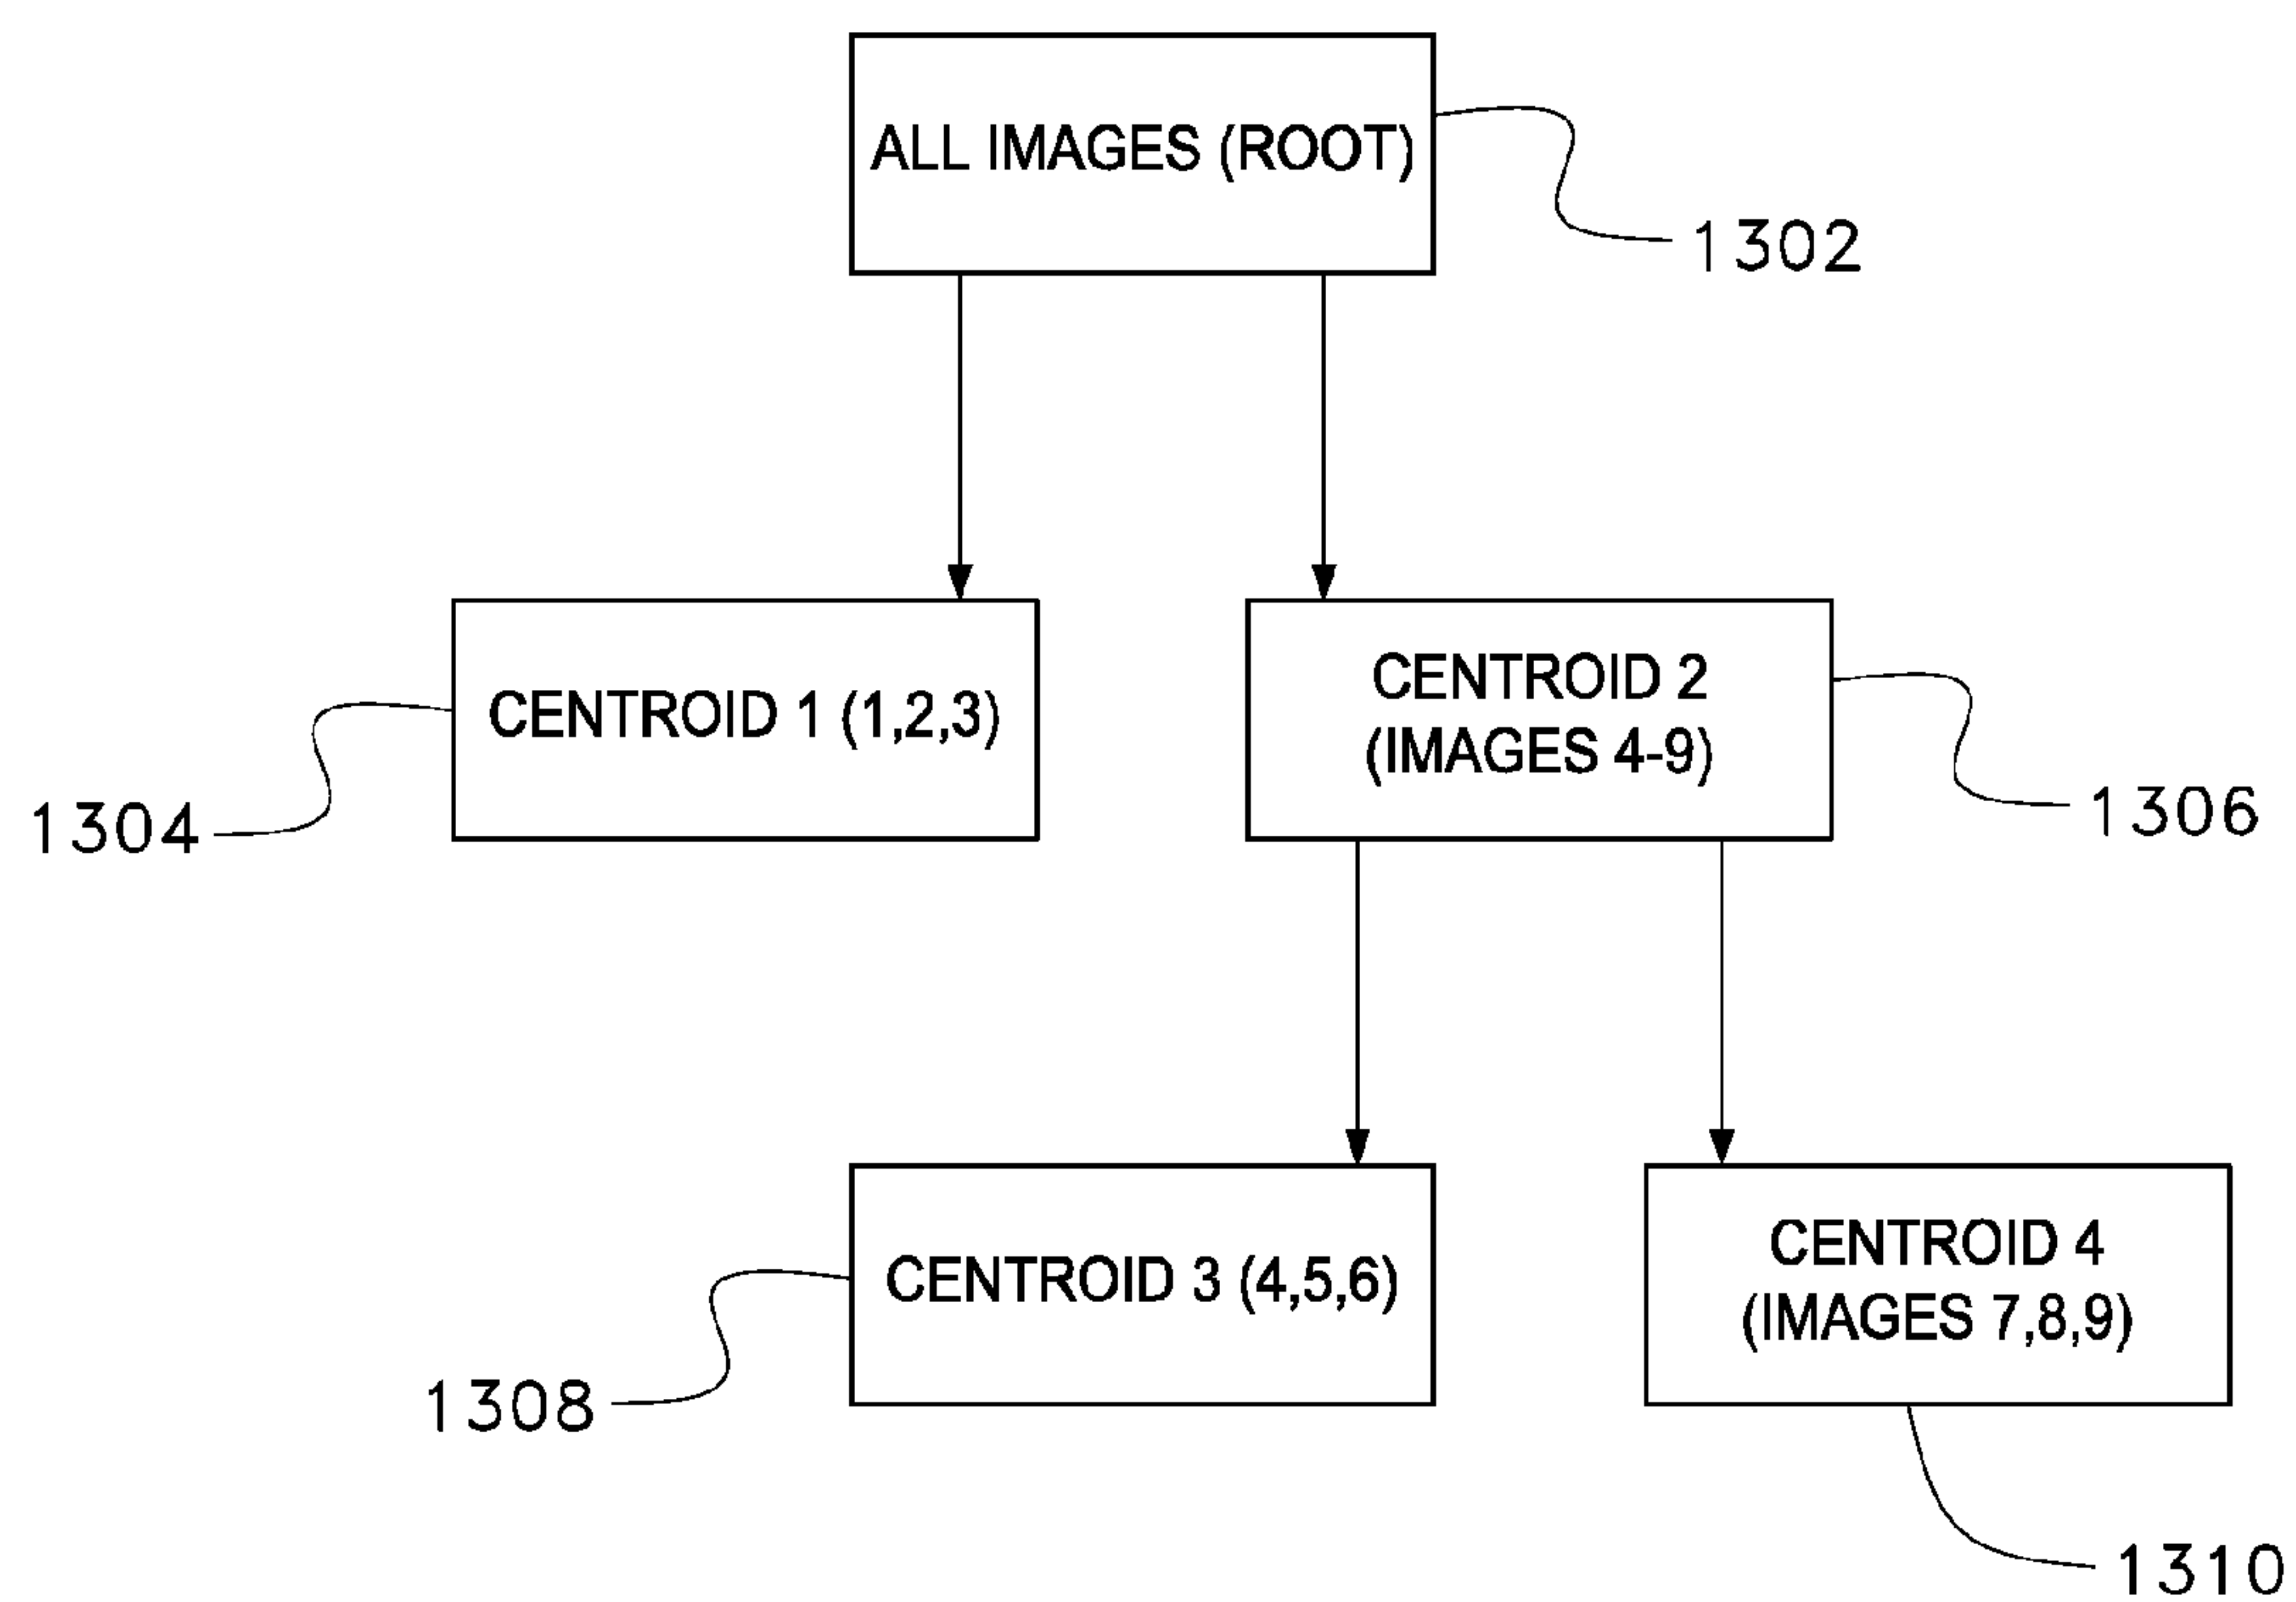 ALL IMAGES (ROOT)
1302
CENTROID 1 (1,2,3)
CENTROID 2
(IMAGES 4-9)
1304
1306
CENTROID 3 (4,5,6)
CENTROID 4
(IMAGES 7,8,9)
1308
1310